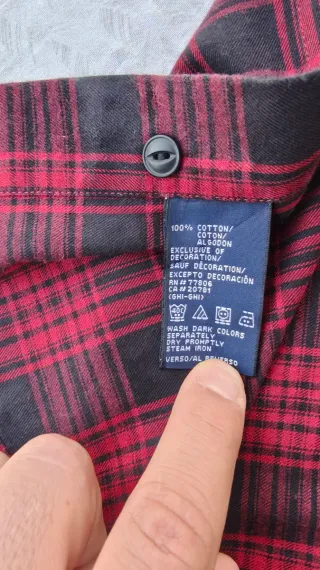 100% COTTON/
COTON/
ALGODON
EXCLUSIVE OF
DECORATION/
SAUF DÉCORATION/
EXCEPTO DECORACIÓN
RN#77806
CA#20781
(GHI-GHI)
40
WASH DARK COLORS
SEPARATELY
DRY PROMPTLY
STEAM IRON
VERSO/AL REVERSO